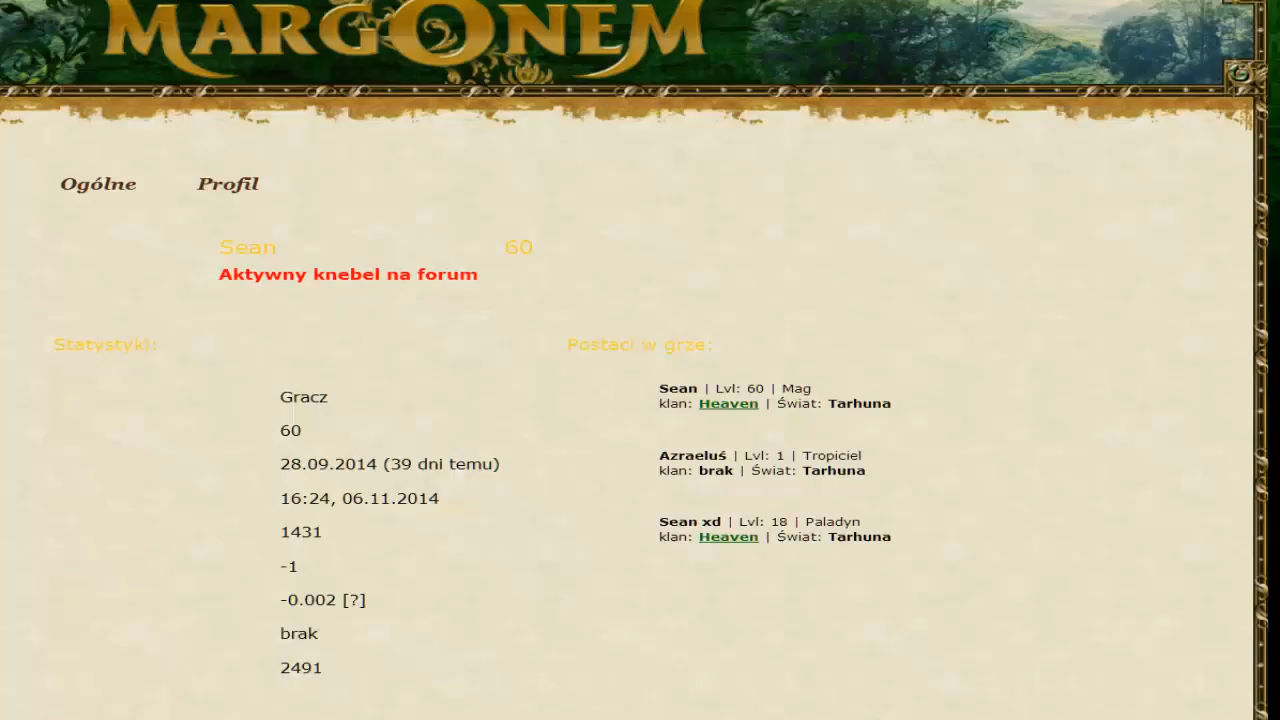 MARGONEM
Ogólne Profil
Sean 60
Aktywny knebel na forum
Statystyki:
Gracz
60
28.09.2014 (39 dni temu)
16:24, 06.11.2014
1431
-1
-0.002 [?]
brak
2491
Postaci w grze:
Sean | Lvl: 60 | Mag
klan: Heaven | Świat: Tarhuna
Azraeluś | Lvl: 1 | Tropiciel
klan: brak | Świat: Tarhuna
Sean xd | Lvl: 18 | Paladyn
klan: Heaven | Świat: Tarhuna